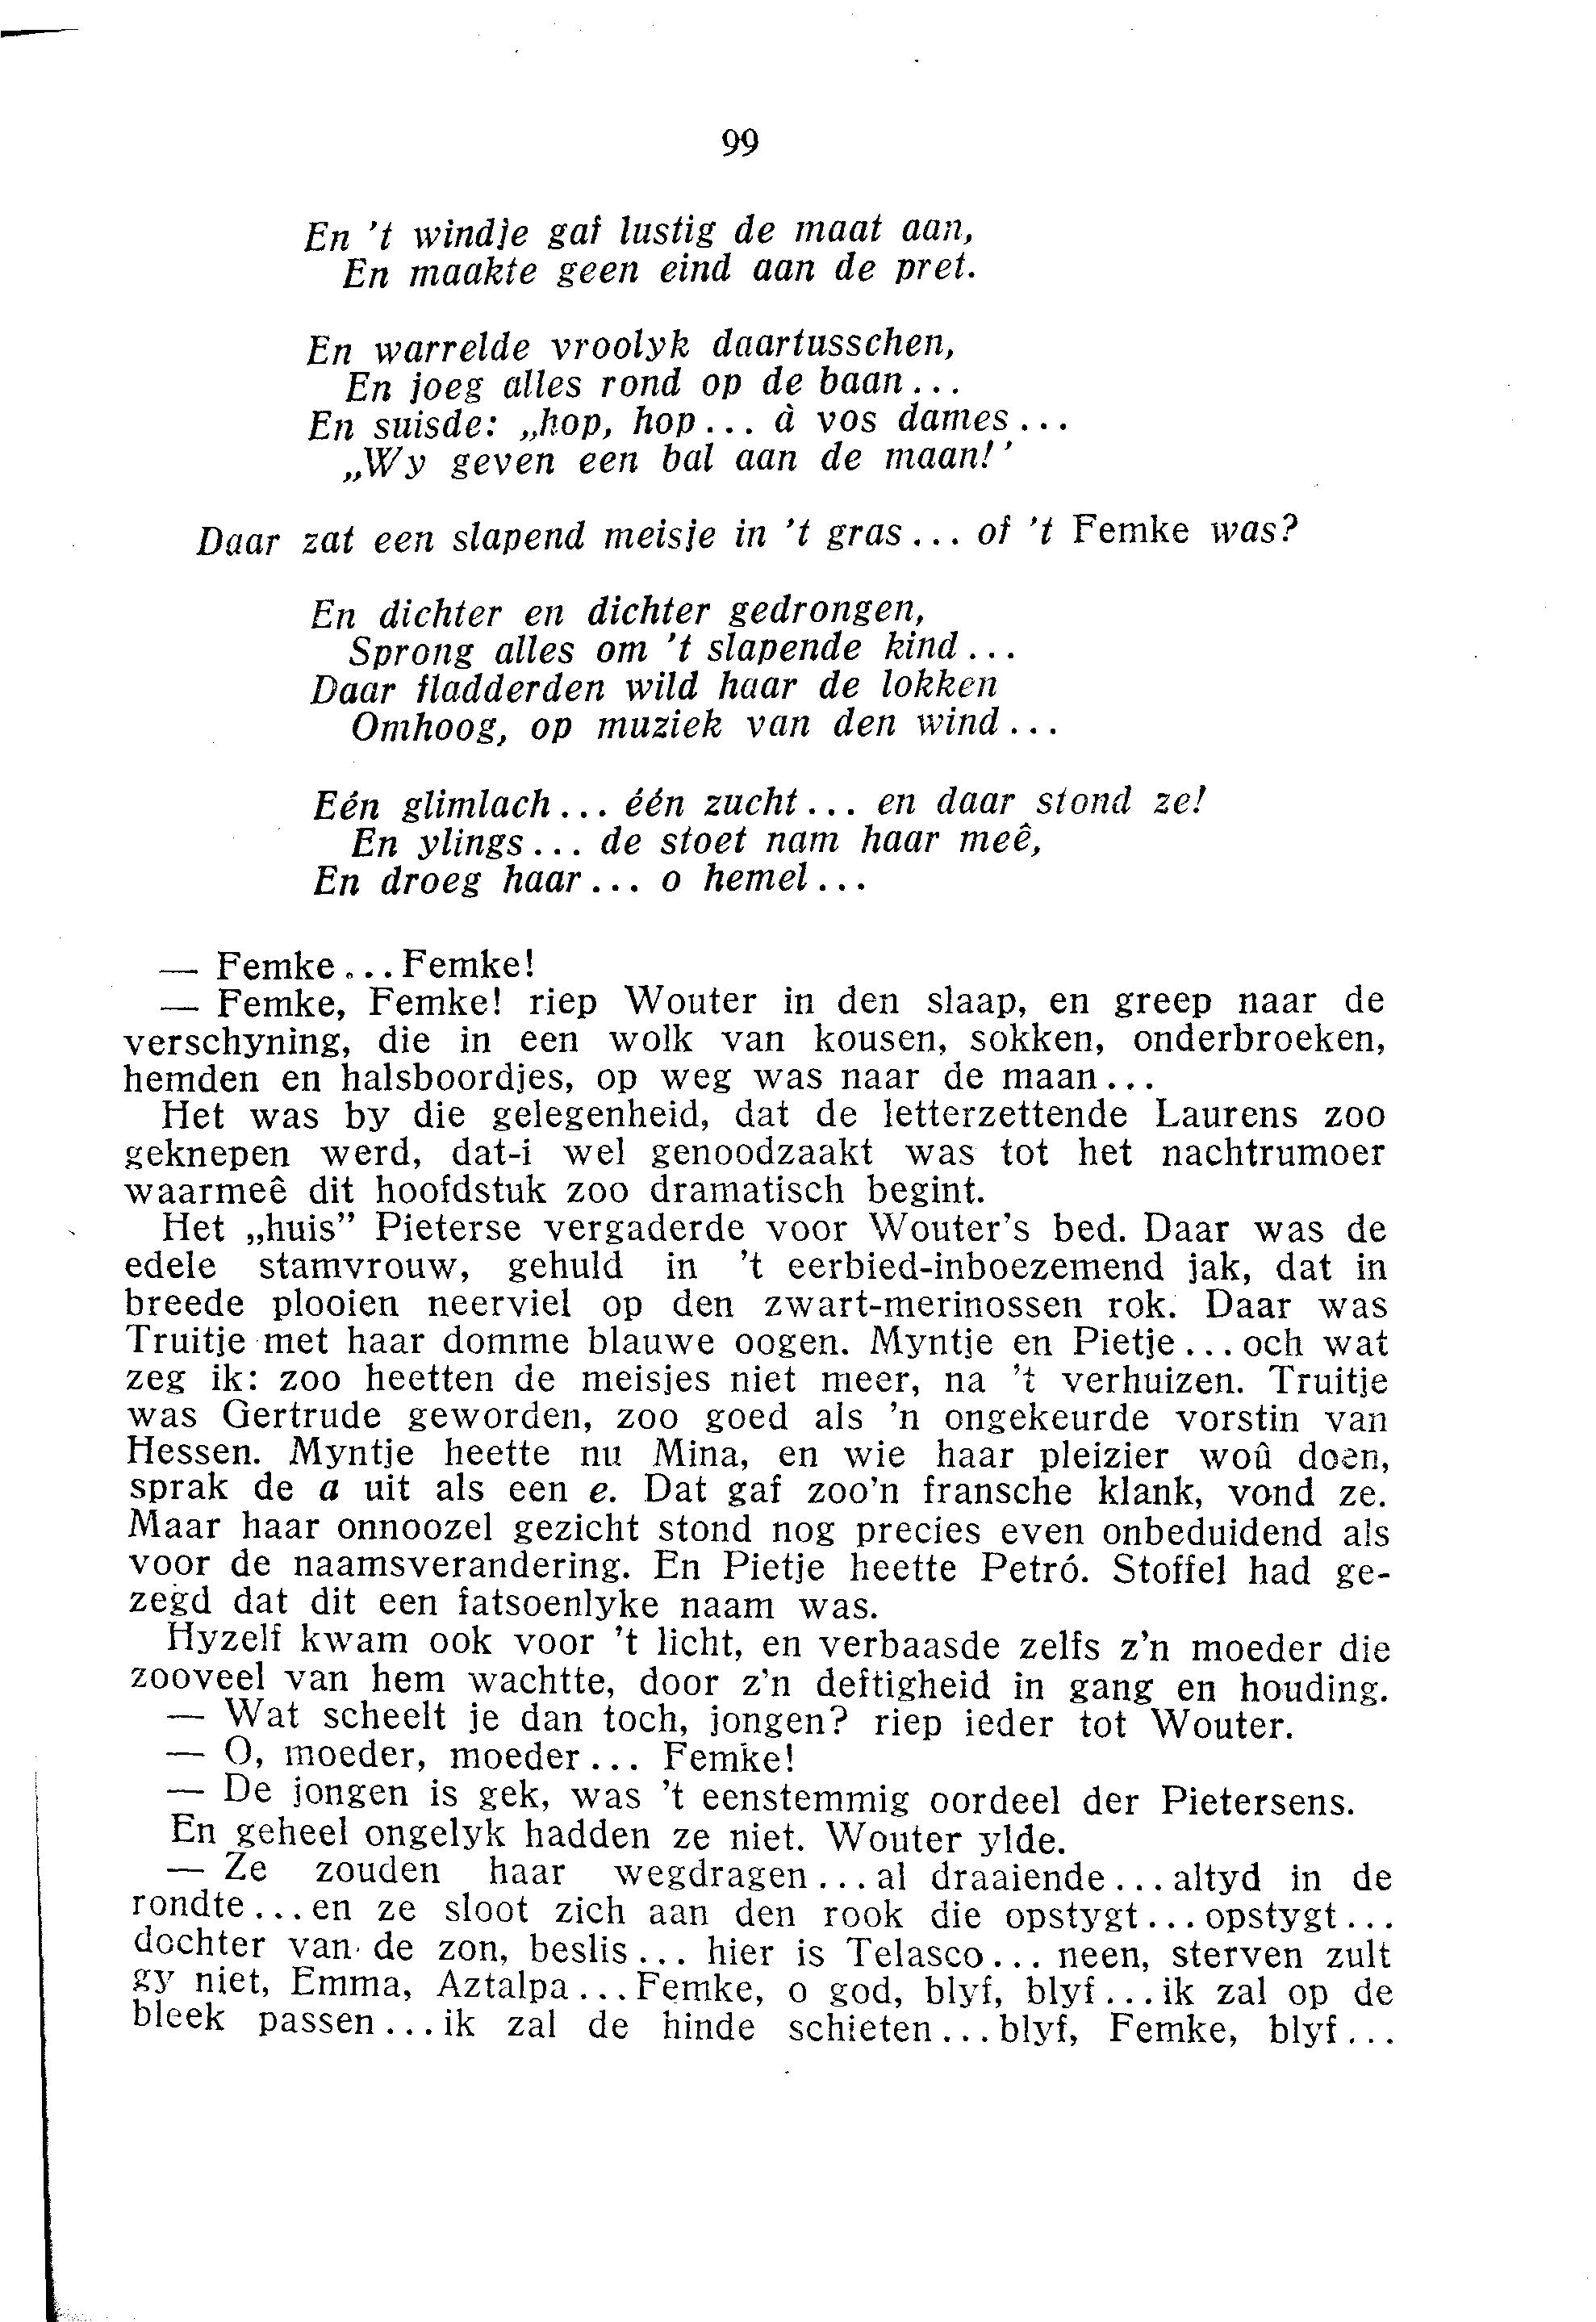 99
En 't windje gaf lustig de maat aan,
En maakte geen eind aan de pret.
En warrelde vroolyk daartusschen,
En joeg alles rond op de baan...
En suisde: „hop, hop... à vos dames...
„Wy geven een bal aan de maan!'
Daar zat een slapend meisje in 't gras... of 't Femke was?
En dichter en dichter gedrongen,
Sprong alles om 't slapende kind...
Daar fladderden wild haar de lokken
Omhoog, op muziek van den wind...
Eén glimlach... één zucht... en daar stond ze!
En ylings... de stoet nam haar meê,
En droeg haar... o hemel...
— Femke... Femke!
— Femke, Femke! riep Wouter in den slaap, en greep naar de
verschyning, die in een wolk van kousen, sokken, onderbroeken,
hemden en halsboordjes, op weg was naar de maan...
Het was by die gelegenheid, dat de letterzettende Laurens zoo
geknepen werd, dat-i wel genoodzaakt was tot het nachtrumoer
waarmeê dit hoofdstuk zoo dramatisch begint.
Het „huis” Pieterse vergaderde voor Wouter's bed. Daar was de
edele stamvrouw, gehuld in 't eerbied-inboezemend jak, dat in
breede plooien neerviel op den zwart-merinossen rok. Daar was
Truitje met haar domme blauwe oogen. Myntje en Pietje... och wat
zeg ik: zoo heetten de meisjes niet meer, na 't verhuizen. Truitje
was Gertrude geworden, zoo goed als 'n ongekeurde vorstin van
Hessen. Myntje heette nu Mina, en wie haar pleizier woû doen,
sprak de a uit als een e. Dat gaf zoo'n fransche klank, vond ze.
Maar haar onnoozel gezicht stond nog precies even onbeduidend als
voor de naamsverandering. En Pietje heette Petró. Stoffel had ge-
zegd dat dit een fatsoenlyke naam was.
Hyzelf kwam ook voor 't licht, en verbaasde zelfs z'n moeder die
zooveel van hem wachtte, door z'n deftigheid in gang en houding.
— Wat scheelt je dan toch, jongen? riep ieder tot Wouter.
— O, moeder, moeder... Femke!
— De jongen is gek, was 't eenstemmig oordeel der Pietersens.
En geheel ongelyk hadden ze niet. Wouter ylde.
— Ze zouden haar wegdragen... al draaiende... altyd in de
rondte... en ze sloot zich aan den rook die opstygt... opstygt...
dochter van de zon, beslis... hier is Telasco... neen, sterven zult
gy niet, Emma, Aztalpa... Femke, o god, blyf, blyf... ik zal op de
bleek passen... ik zal de hinde schieten... blyf, Femke, blyf...